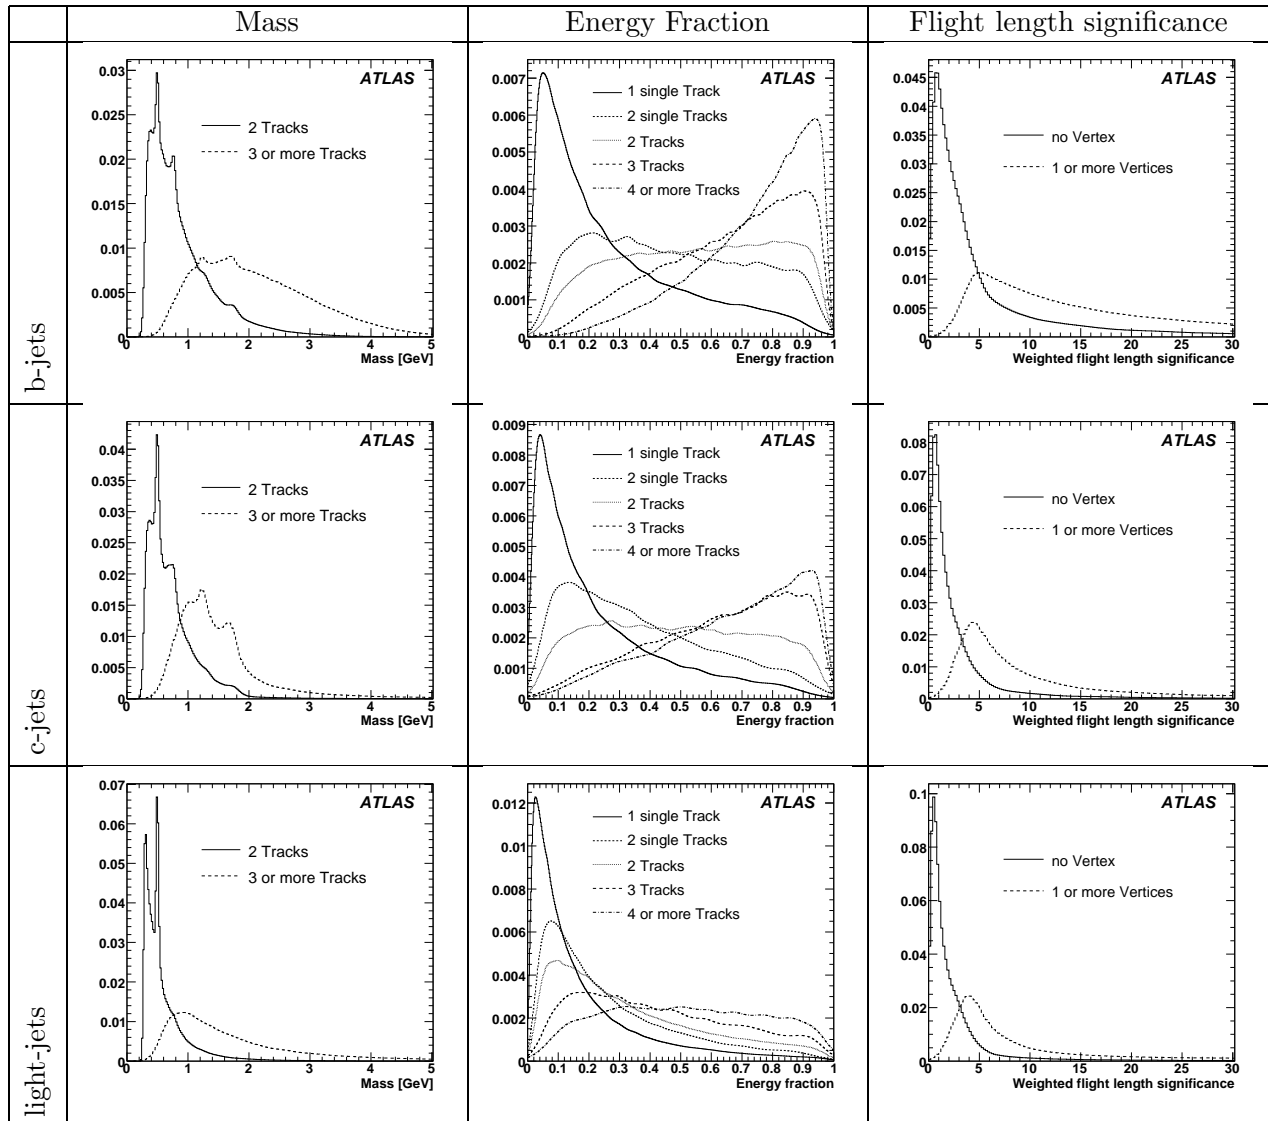 Mass Energy Fraction Flight length significance
b-jets
ATLAS
2 Tracks
3 or more Tracks
0.03
0.025
0.02
0.015
0.01
0.005
0
0 1 2 3 4 5
Mass [GeV]
ATLAS
1 single Track
2 single Tracks
2 Tracks
3 Tracks
4 or more Tracks
0.007
0.006
0.005
0.004
0.003
0.002
0.001
0
0 0.1 0.2 0.3 0.4 0.5 0.6 0.7 0.8 0.9 1
Energy fraction
ATLAS
no Vertex
1 or more Vertices
0.045
0.04
0.035
0.03
0.025
0.02
0.015
0.01
0.005
0
0 5 10 15 20 25 30
Weighted flight length significance
c-jets
ATLAS
2 Tracks
3 or more Tracks
0.04
0.035
0.03
0.025
0.02
0.015
0.01
0.005
0
0 1 2 3 4 5
Mass [GeV]
ATLAS
1 single Track
2 single Tracks
2 Tracks
3 Tracks
4 or more Tracks
0.009
0.008
0.007
0.006
0.005
0.004
0.003
0.002
0.001
0
0 0.1 0.2 0.3 0.4 0.5 0.6 0.7 0.8 0.9 1
Energy fraction
ATLAS
no Vertex
1 or more Vertices
0.08
0.07
0.06
0.05
0.04
0.03
0.02
0.01
0
0 5 10 15 20 25 30
Weighted flight length significance
light-jets
ATLAS
2 Tracks
3 or more Tracks
0.07
0.06
0.05
0.04
0.03
0.02
0.01
0
0 1 2 3 4 5
Mass [GeV]
ATLAS
1 single Track
2 single Tracks
2 Tracks
3 Tracks
4 or more Tracks
0.012
0.01
0.008
0.006
0.004
0.002
0
0 0.1 0.2 0.3 0.4 0.5 0.6 0.7 0.8 0.9 1
Energy fraction
ATLAS
no Vertex
1 or more Vertices
0.1
0.08
0.06
0.04
0.02
0
0 5 10 15 20 25 30
Weighted flight length significance